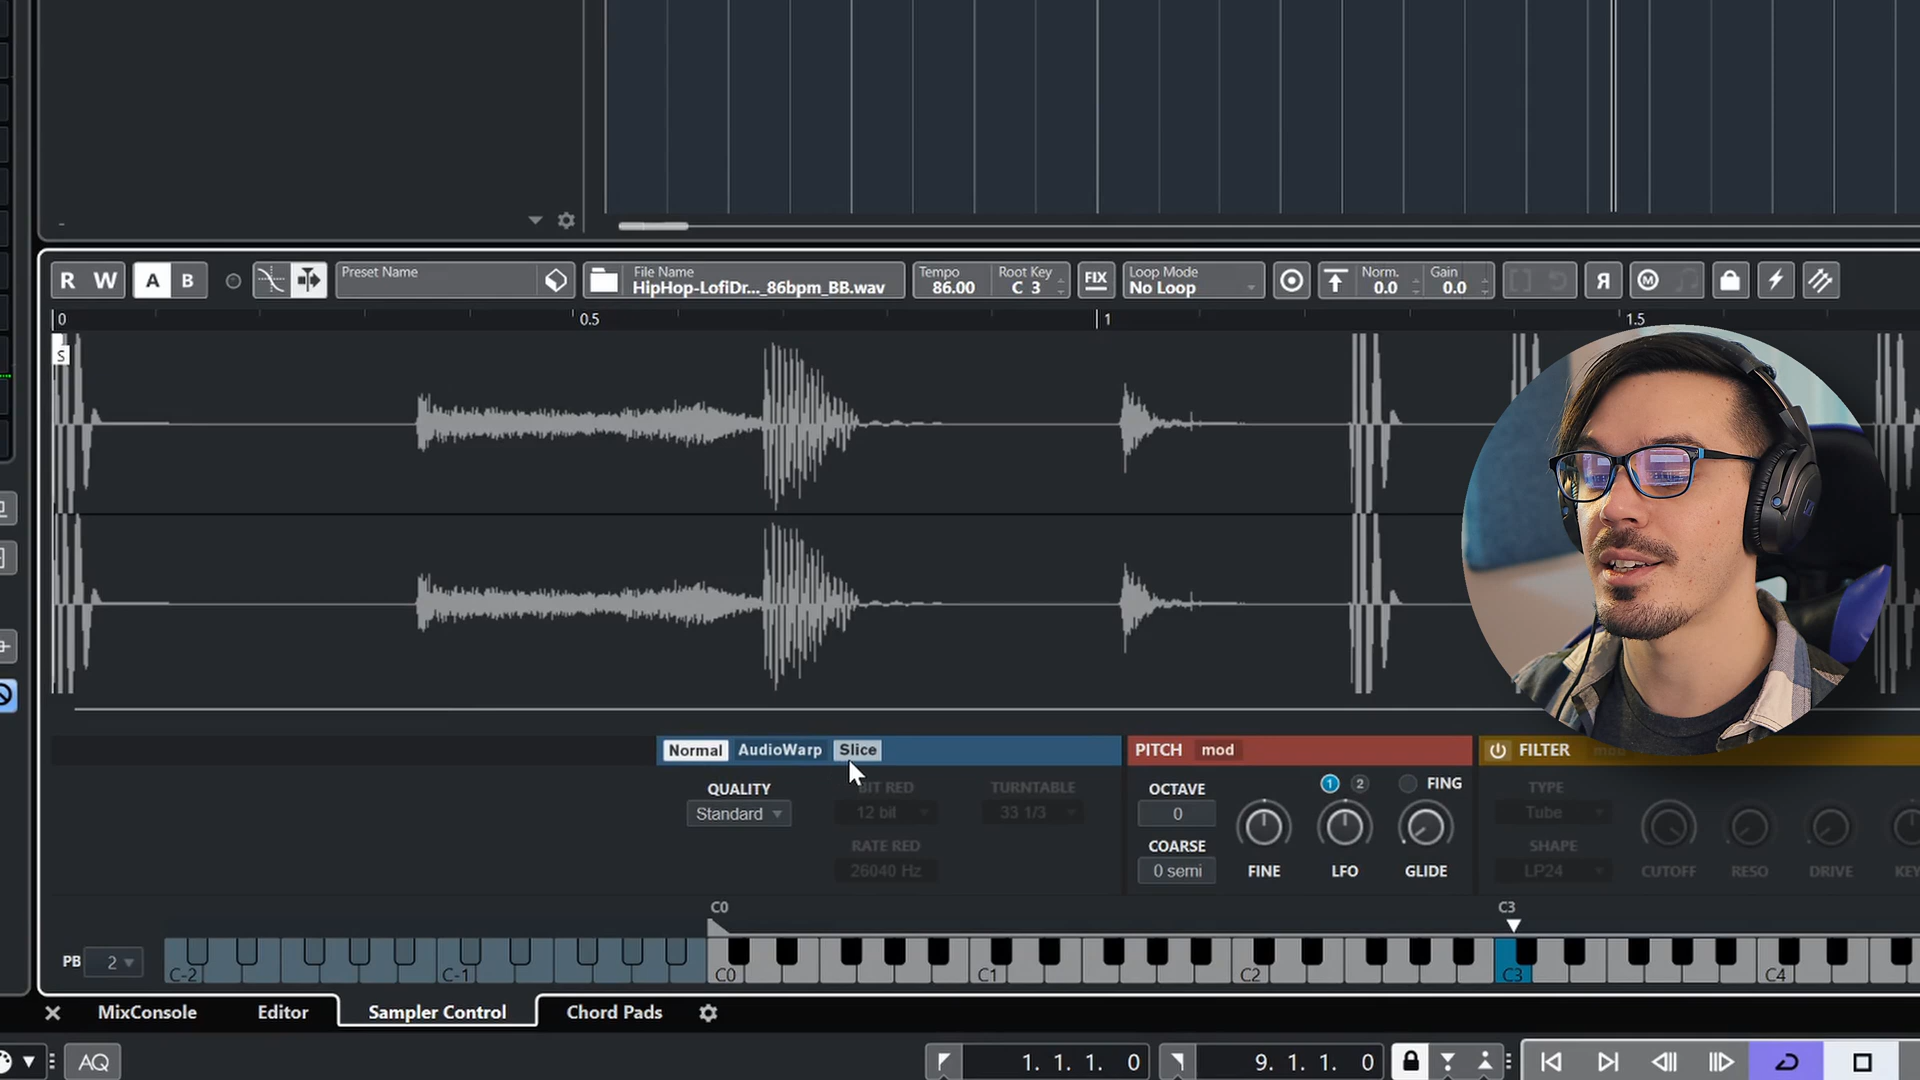 R W A B
Preset Name
File Name
HipHop-LofiDr..._86bpm_BB.wav
Tempo
86.00
Root Key
C 3
FIX
Loop Mode
No Loop
Norm.
0.0
Gain
0.0
0 0.5 1 1.5
S
Normal AudioWarp Slice
PITCH mod
FILTER mod
QUALITY
Standard
BIT RED
12 bit
RATE RED
26040 Hz
TURNTABLE
33 1/3
OCTAVE
0
COARSE
0 semi
FINE
1 2
LFO
FING
GLIDE
TYPE
Tube
SHAPE
LP24
CUTOFF RESO DRIVE KEY
C0 C3
PB 2
C-2 C-1 C0 C1 C2 C3 C4
MixConsole Editor Sampler Control Chord Pads
AQ
1. 1. 1. 0
9. 1. 1. 0